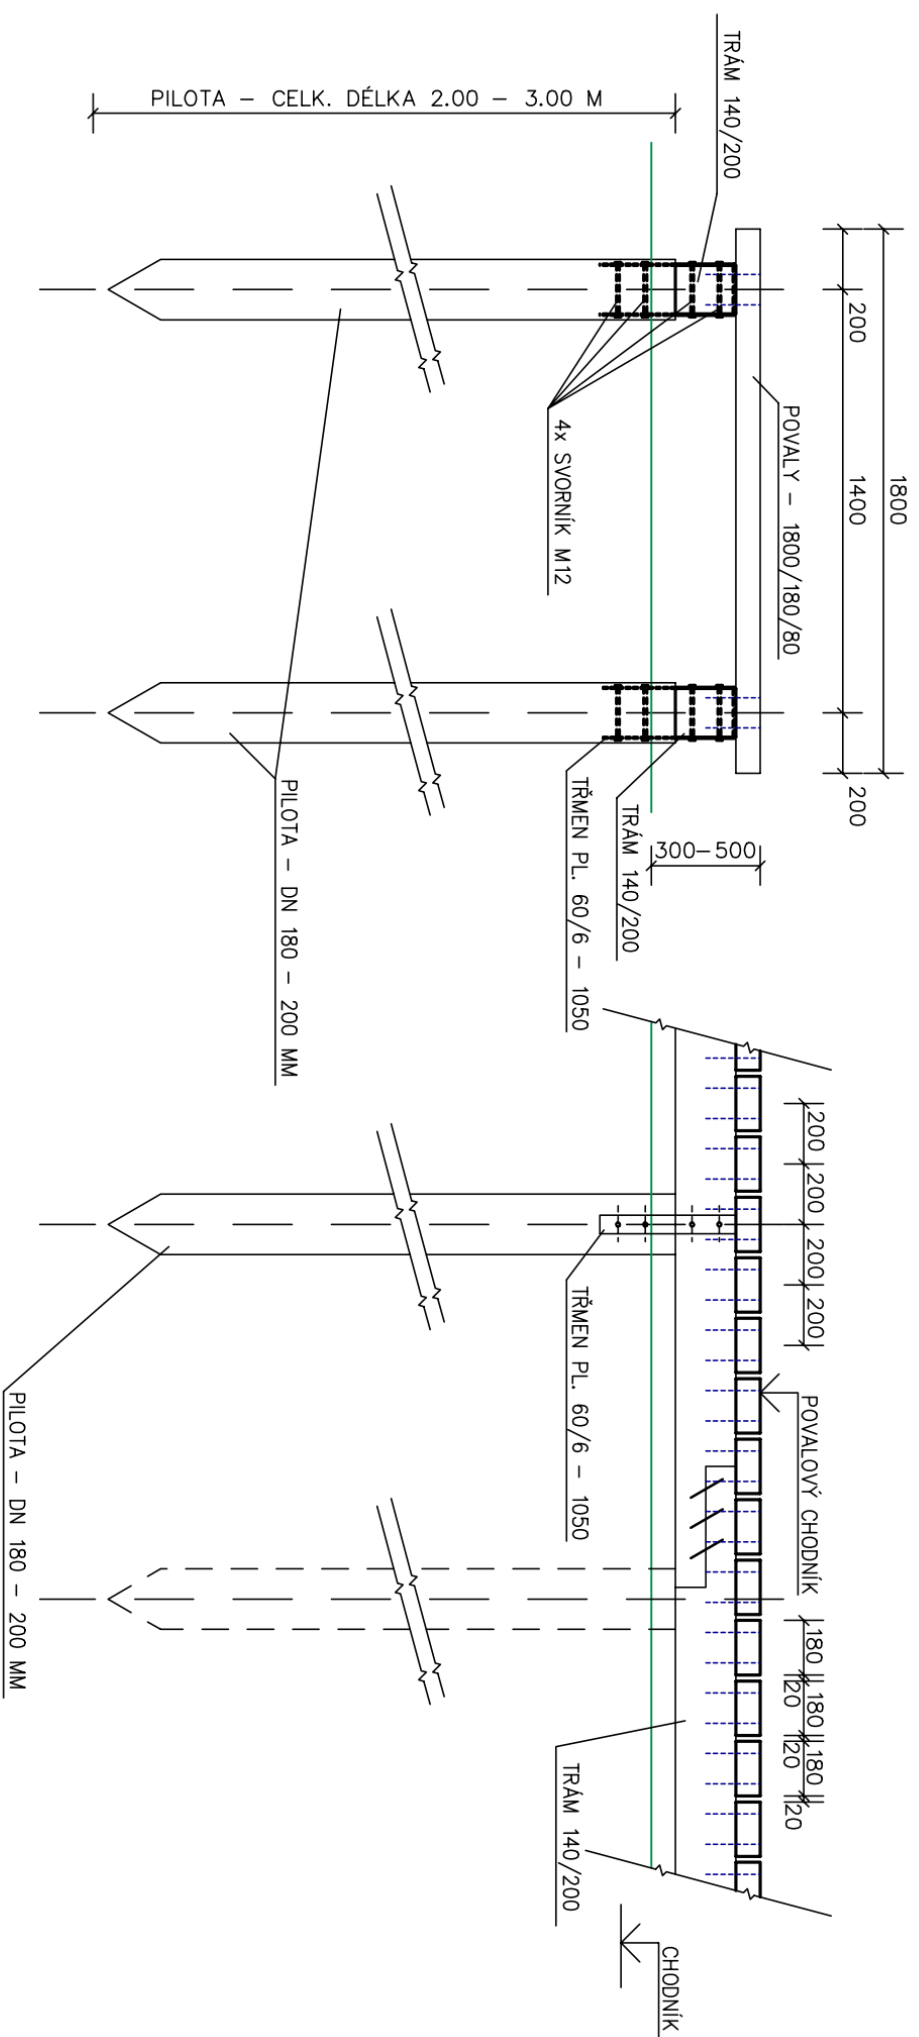 PILOTA – CELK. DÉLKA 2.00 – 3.00 M
TRÁM 140/200
1800
200
1400
200
POVALY – 1800/180/80
4x SVORNÍK M12
300–500
TRÁM 140/200
TŘMEN PL. 60/6 – 1050
PILOTA – DN 180 – 200 MM
200
200
200
200
POVALOVÝ CHODNÍK
180
20
180
20
180
20
TŘMEN PL. 60/6 – 1050
PILOTA – DN 180 – 200 MM
TRÁM 140/200
CHODNÍK